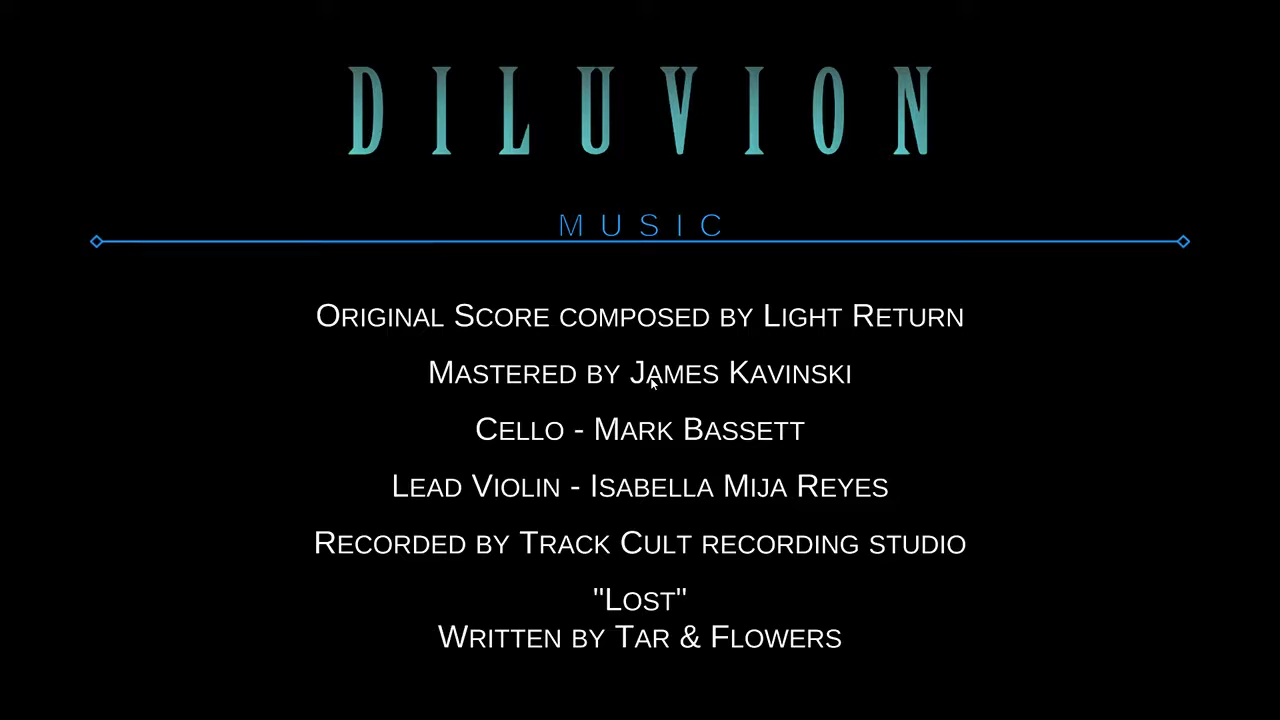 DILUVION
MUSIC
Original Score composed by Light Return
Mastered by James Kavinski
Cello - Mark Bassett
Lead Violin - Isabella Mija Reyes
Recorded by Track Cult recording studio
"Lost"
Written by Tar & Flowers